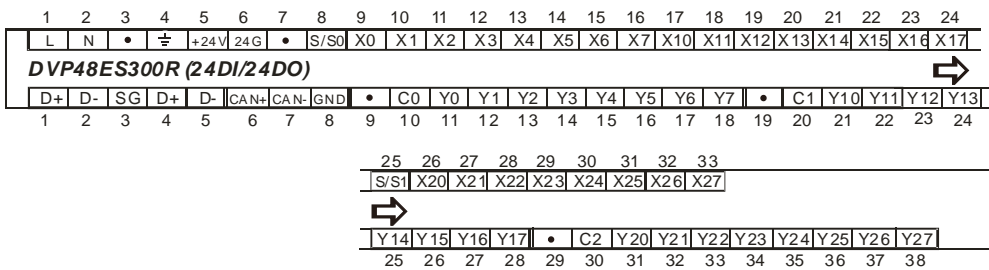 1 2 3 4 5 6 7 8 9 10 11 12 13 14 15 16 17 18 19 20 21 22 23 24
L N • ⏚ +24V 24G • S/S0 X0 X1 X2 X3 X4 X5 X6 X7 X10 X11 X12 X13 X14 X15 X16 X17
DVP48ES300R (24DI/24DO)
D+ D- SG D+ D- CAN+ CAN- GND • C0 Y0 Y1 Y2 Y3 Y4 Y5 Y6 Y7 • C1 Y10 Y11 Y12 Y13
1 2 3 4 5 6 7 8 9 10 11 12 13 14 15 16 17 18 19 20 21 22 23 24
25 26 27 28 29 30 31 32 33
S/S1 X20 X21 X22 X23 X24 X25 X26 X27
Y14 Y15 Y16 Y17 • C2 Y20 Y21 Y22 Y23 Y24 Y25 Y26 Y27
25 26 27 28 29 30 31 32 33 34 35 36 37 38